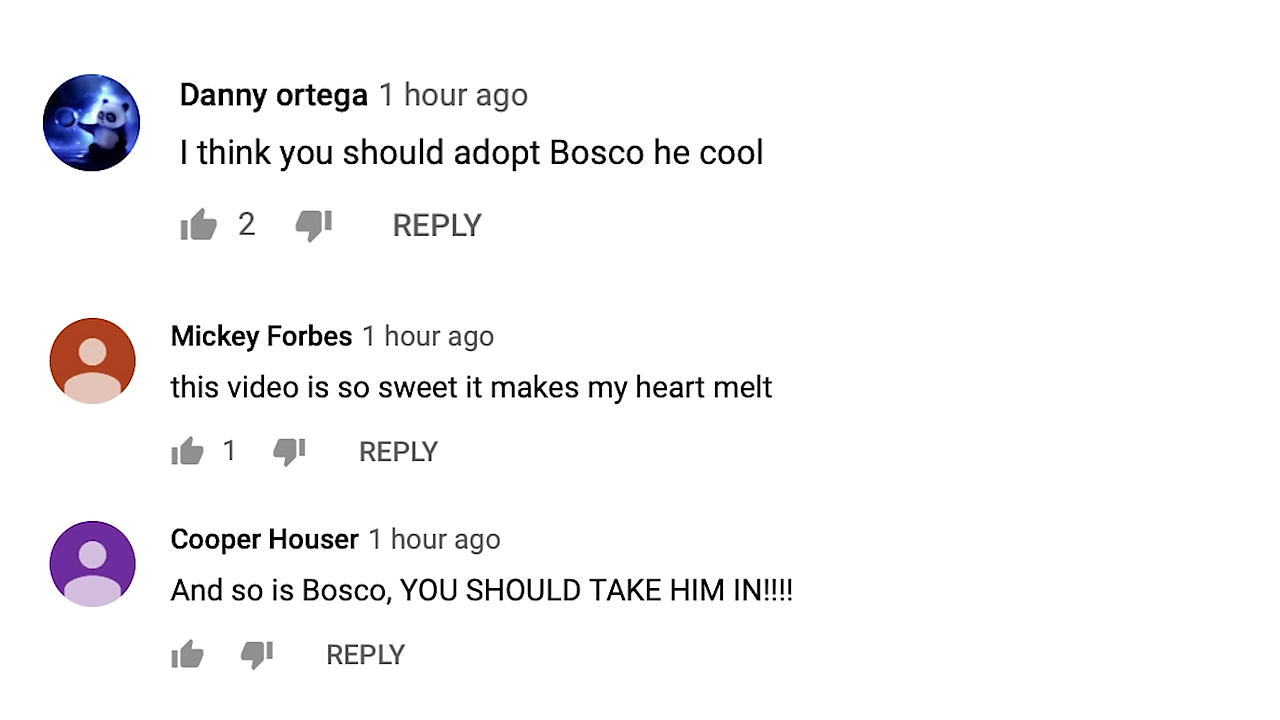 Danny ortega 1 hour ago
I think you should adopt Bosco he cool
2 REPLY
Mickey Forbes 1 hour ago
this video is so sweet it makes my heart melt
1 REPLY
Cooper Houser 1 hour ago
And so is Bosco, YOU SHOULD TAKE HIM IN!!!!
REPLY